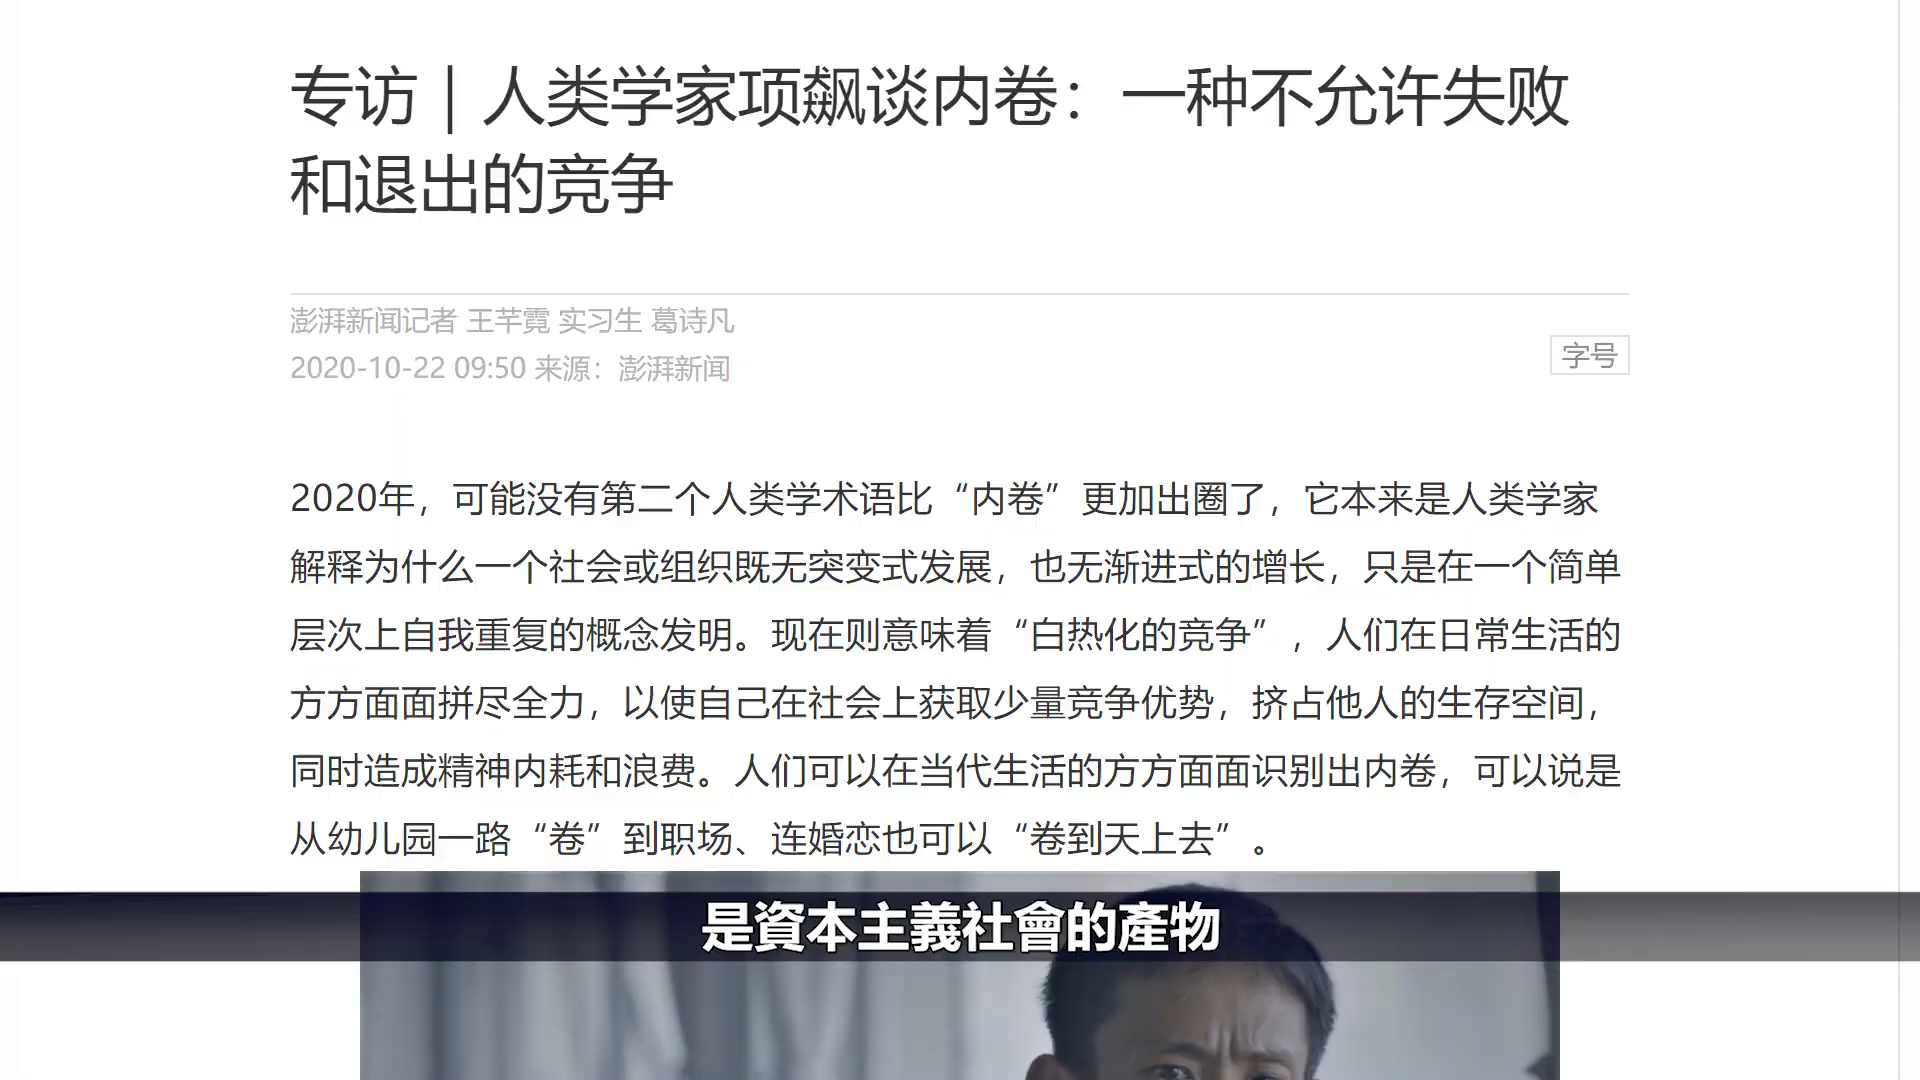 专访｜人类学家项飙谈内卷：一种不允许失败
和退出的竞争
澎湃新闻记者 王芊霓 实习生 葛诗凡
2020-10-22 09:50 来源：澎湃新闻
字号
2020年，可能没有第二个人类学术语比“内卷”更加出圈了，它本来是人类学家
解释为什么一个社会或组织既无突变式发展，也无渐进式的增长，只是在一个简单
层次上自我重复的概念发明。现在则意味着“白热化的竞争”，人们在日常生活的
方方面面拼尽全力，以使自己在社会上获取少量竞争优势，挤占他人的生存空间，
同时造成精神内耗和浪费。人们可以在当代生活的方方面面识别出内卷，可以说是
从幼儿园一路“卷”到职场、连婚恋也可以“卷到天上去”。
是資本主義社會的產物